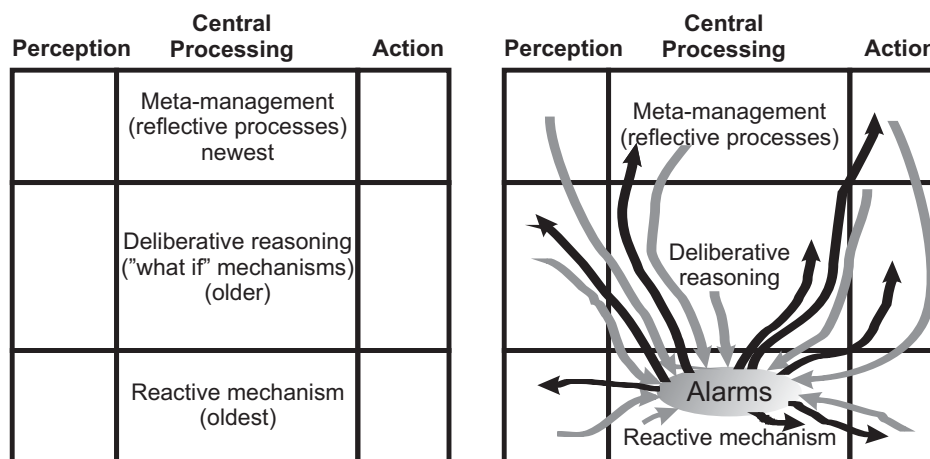 Perception
Central
Processing
Action
Meta-management
(reflective processes)
newest
Deliberative reasoning
("what if" mechanisms)
(older)
Reactive mechanism
(oldest)
Perception
Central
Processing
Action
Meta-management
(reflective processes)
Deliberative
reasoning
Alarms
Reactive mechanism